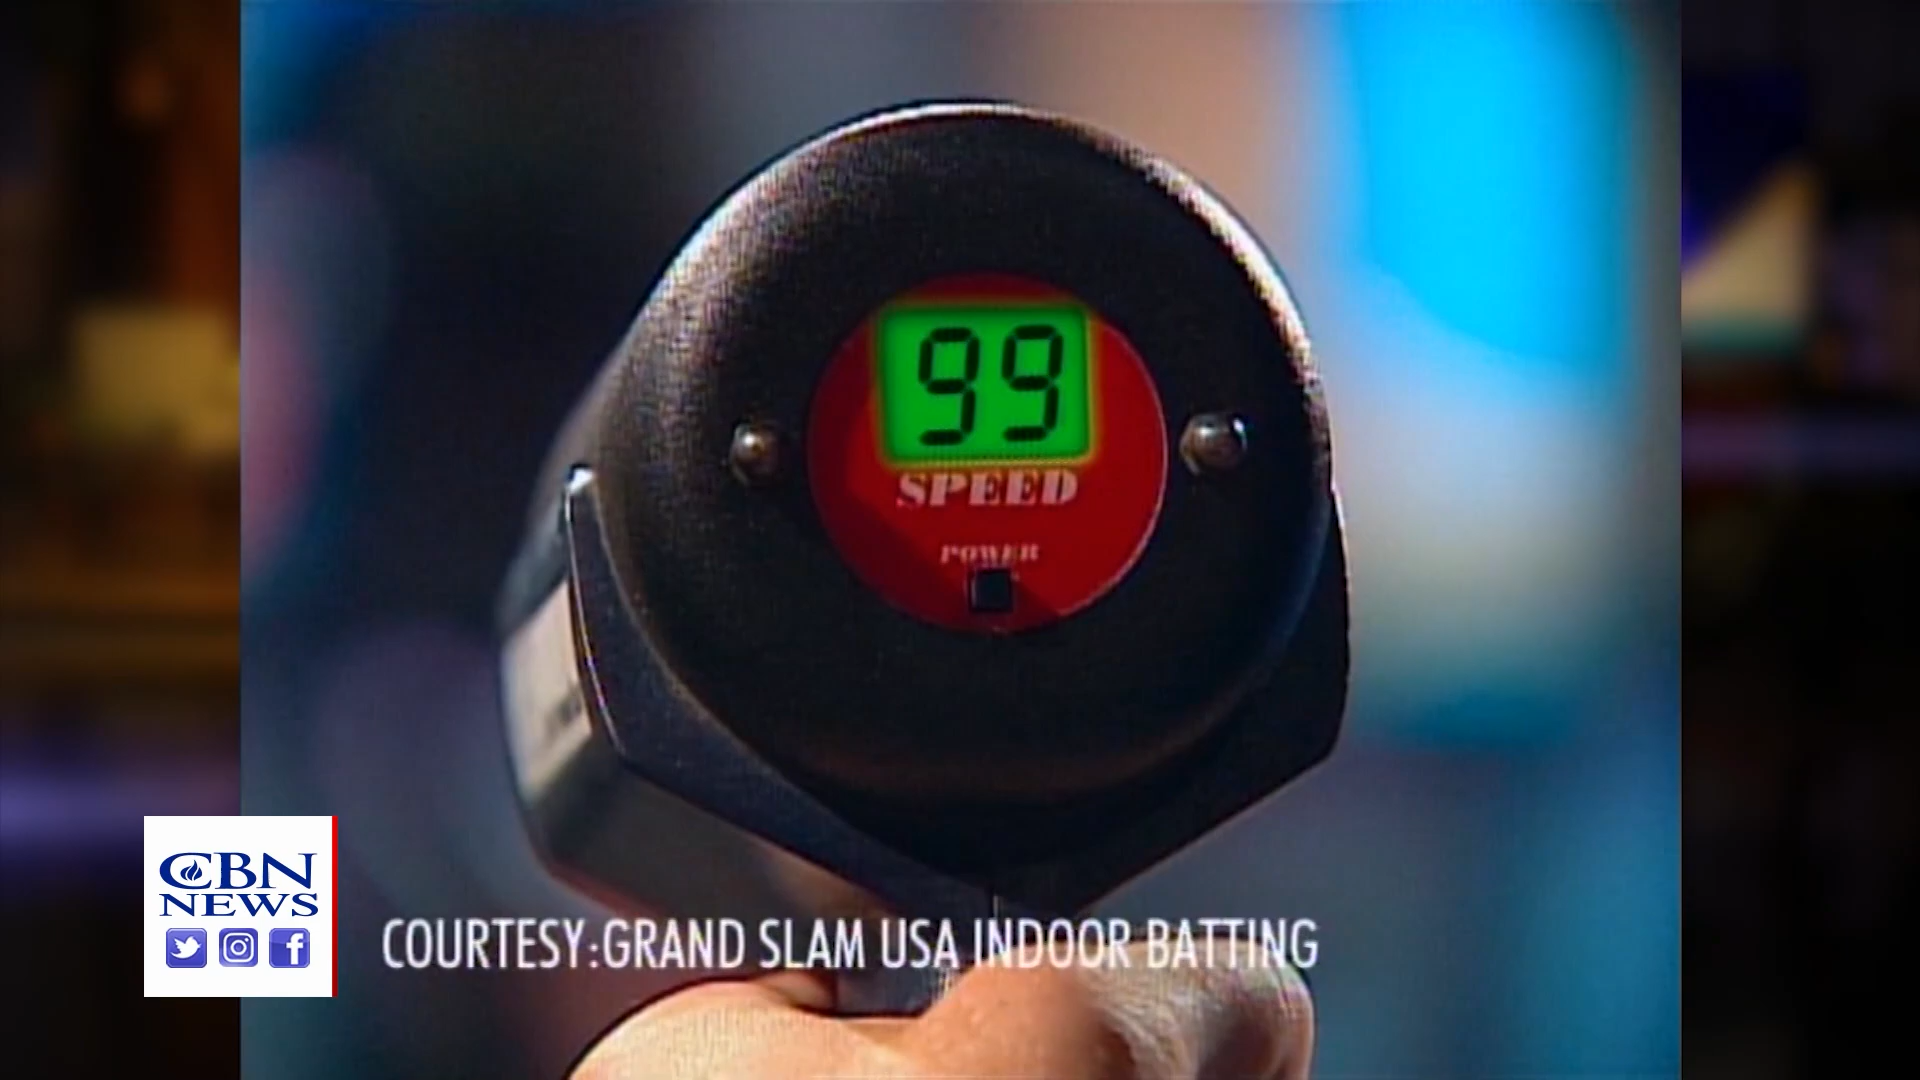 99
SPEED
POWER
CBN
NEWS
COURTESY:GRAND SLAM USA INDOOR BATTING